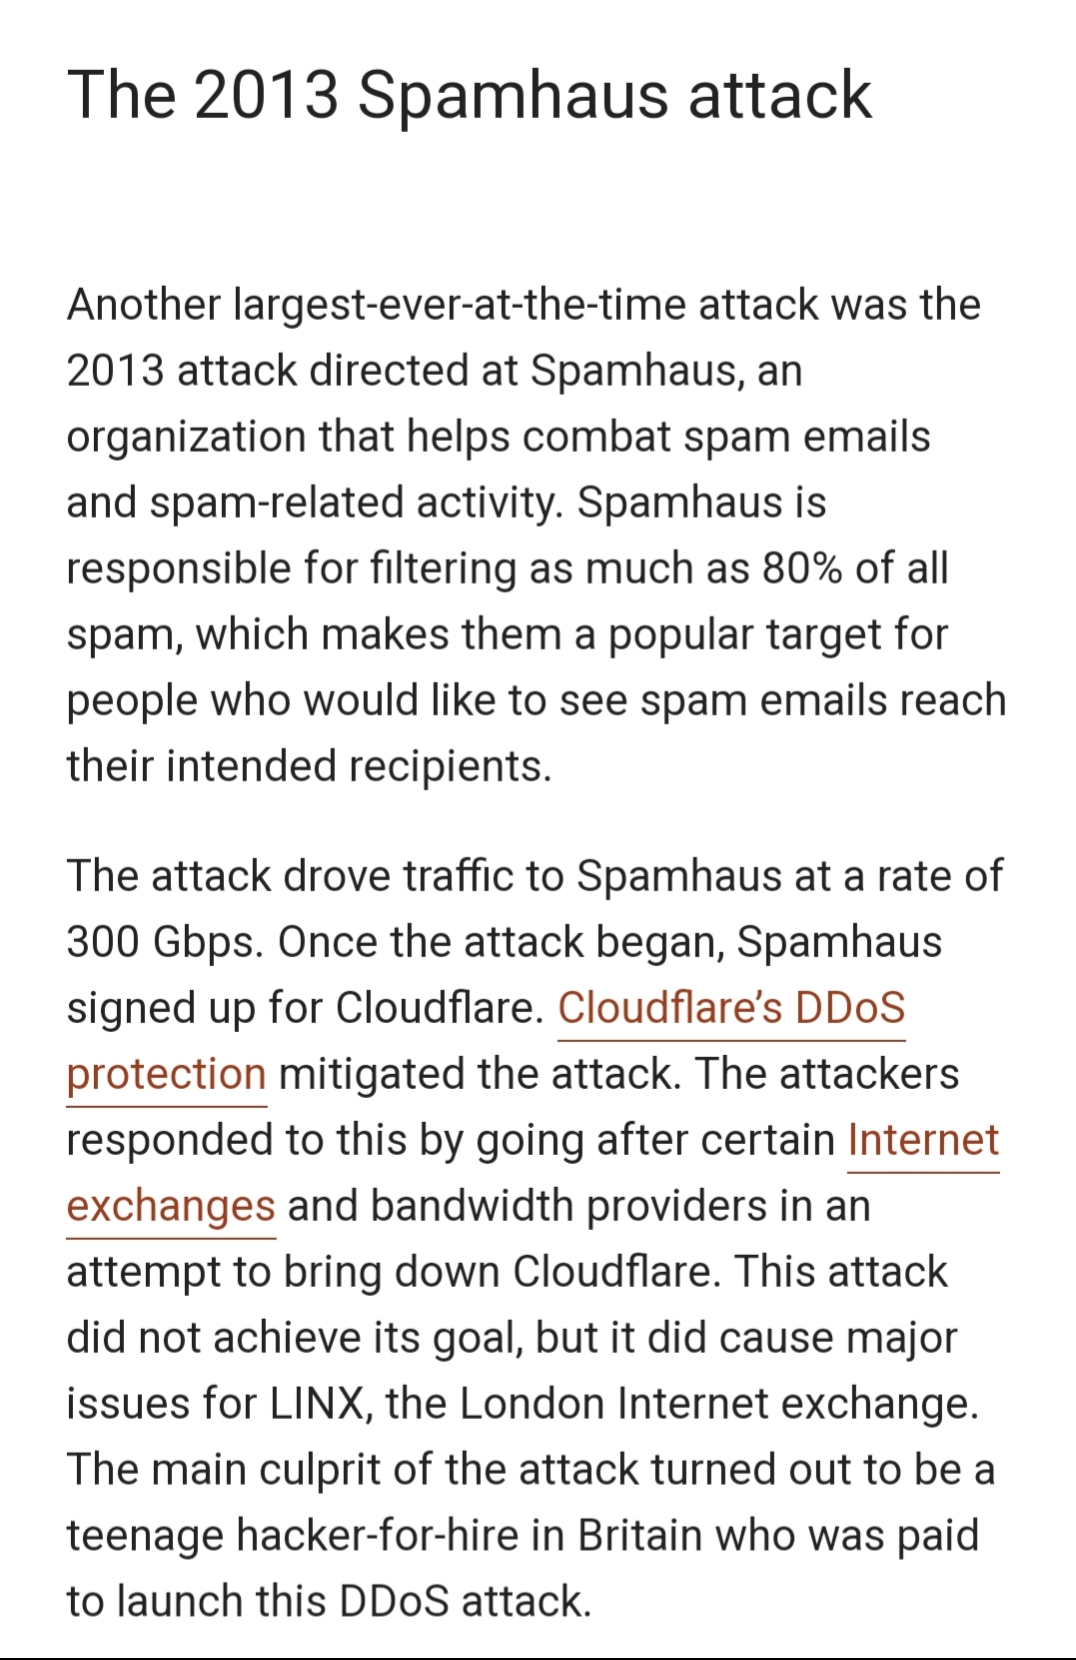 The 2013 Spamhaus attack
Another largest-ever-at-the-time attack was the
2013 attack directed at Spamhaus, an
organization that helps combat spam emails
and spam-related activity. Spamhaus is
responsible for filtering as much as 80% of all
spam, which makes them a popular target for
people who would like to see spam emails reach
their intended recipients.
The attack drove traffic to Spamhaus at a rate of
300 Gbps. Once the attack began, Spamhaus
signed up for Cloudflare. Cloudflare’s DDoS
protection mitigated the attack. The attackers
responded to this by going after certain Internet
exchanges and bandwidth providers in an
attempt to bring down Cloudflare. This attack
did not achieve its goal, but it did cause major
issues for LINX, the London Internet exchange.
The main culprit of the attack turned out to be a
teenage hacker-for-hire in Britain who was paid
to launch this DDoS attack.